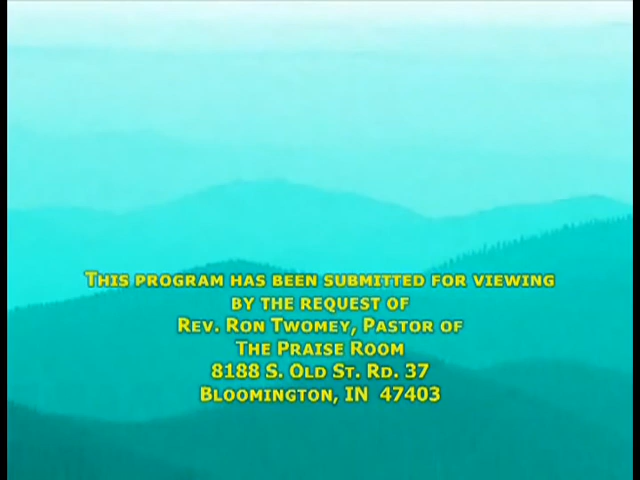 This program has been submitted for viewing
by the request of
Rev. Ron Twomey, Pastor of
The Praise Room
8188 S. Old St. Rd. 37
Bloomington, IN 47403